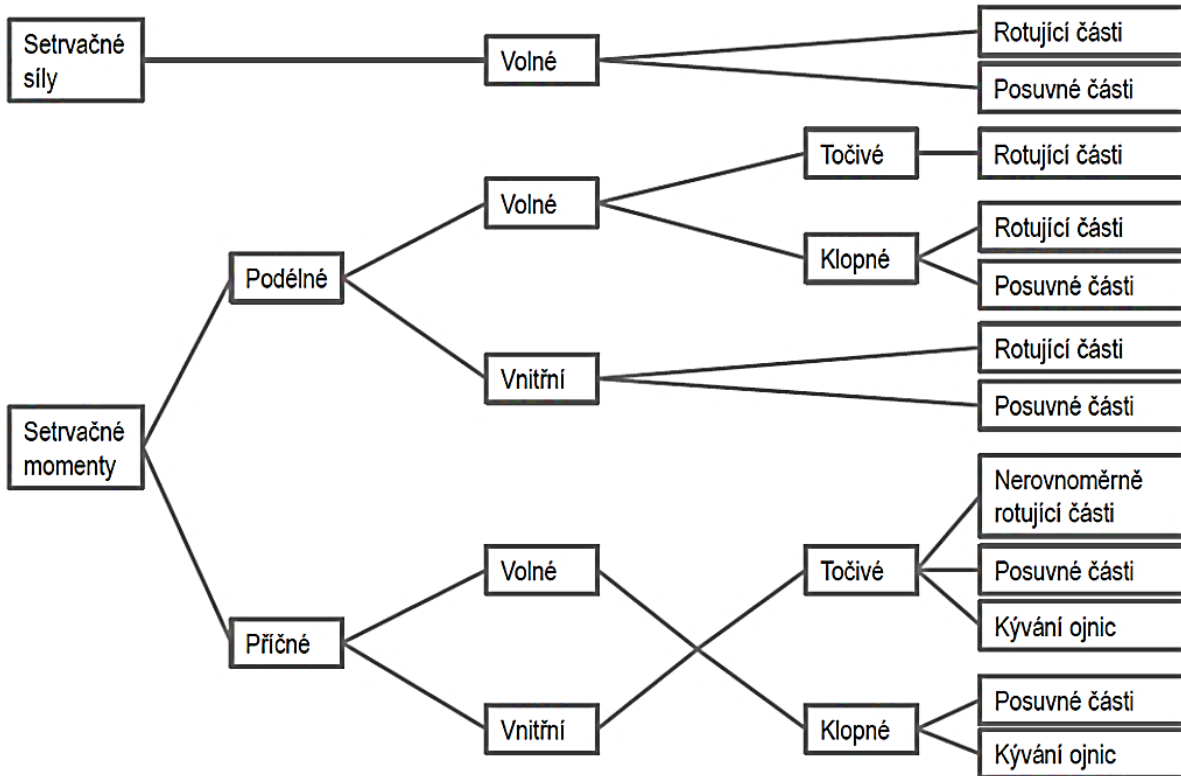 Setrvačné
síly
Volné
Rotující části
Posuvné části
Točivé
Rotující části
Volné
Rotující části
Klopné
Podélné
Posuvné části
Rotující části
Vnitřní
Posuvné části
Setrvačné
momenty
Nerovnoměrně
rotující části
Volné
Točivé
Posuvné části
Kývání ojnic
Příčné
Posuvné části
Vnitřní
Klopné
Kývání ojnic